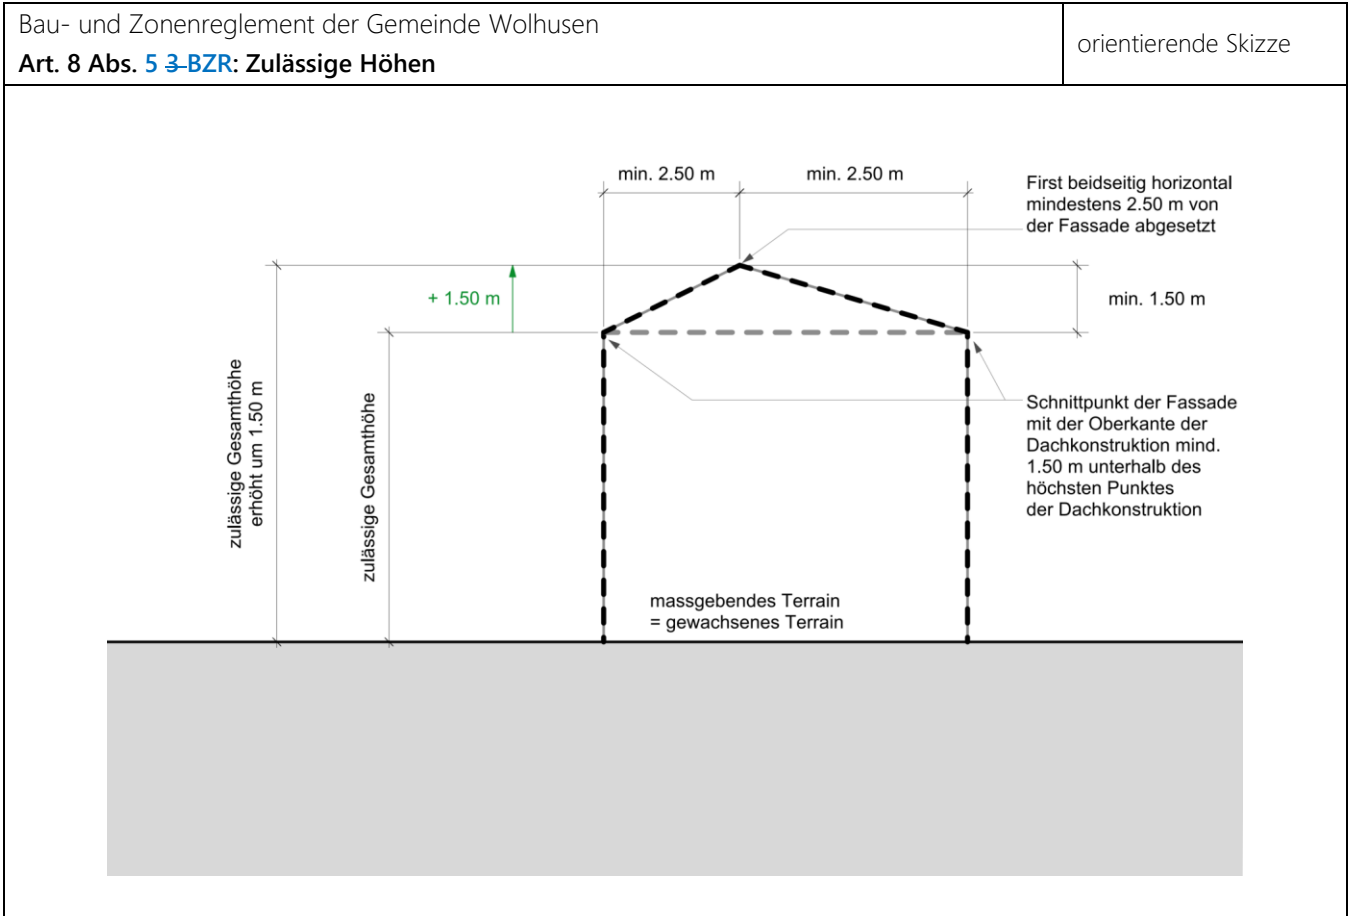 Bau- und Zonenreglement der Gemeinde Wolhusen
Art. 8 Abs. 5 3 BZR: Zulässige Höhen
orientierende Skizze
min. 2.50 m
min. 2.50 m
First beidseitig horizontal
mindestens 2.50 m von
der Fassade abgesetzt
+ 1.50 m
min. 1.50 m
zulässige Gesamthöhe
erhöht um 1.50 m
zulässige Gesamthöhe
Schnittpunkt der Fassade
mit der Oberkante der
Dachkonstruktion mind.
1.50 m unterhalb des
höchsten Punktes
der Dachkonstruktion
massgebendes Terrain
= gewachsenes Terrain